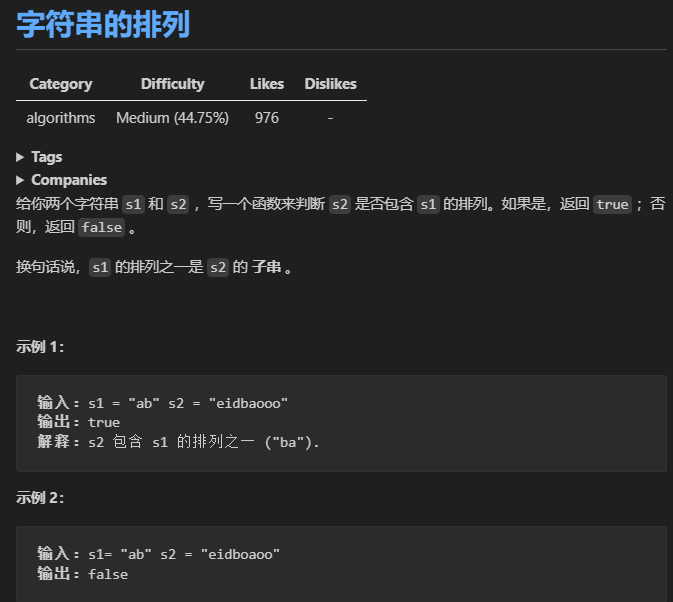 字符串的排列
Category Difficulty Likes Dislikes
algorithms Medium (44.75%) 976 -
▶ Tags
▶ Companies
给你两个字符串 s1 和 s2 ，写一个函数来判断 s2 是否包含 s1 的排列。如果是，返回 true ；否
则，返回 false 。
换句话说，s1 的排列之一是 s2 的 子串 。
示例 1：
输入：s1 = "ab" s2 = "eidbaooo"
输出：true
解释：s2 包含 s1 的排列之一 ("ba").
示例 2：
输入：s1= "ab" s2 = "eidboaoo"
输出：false